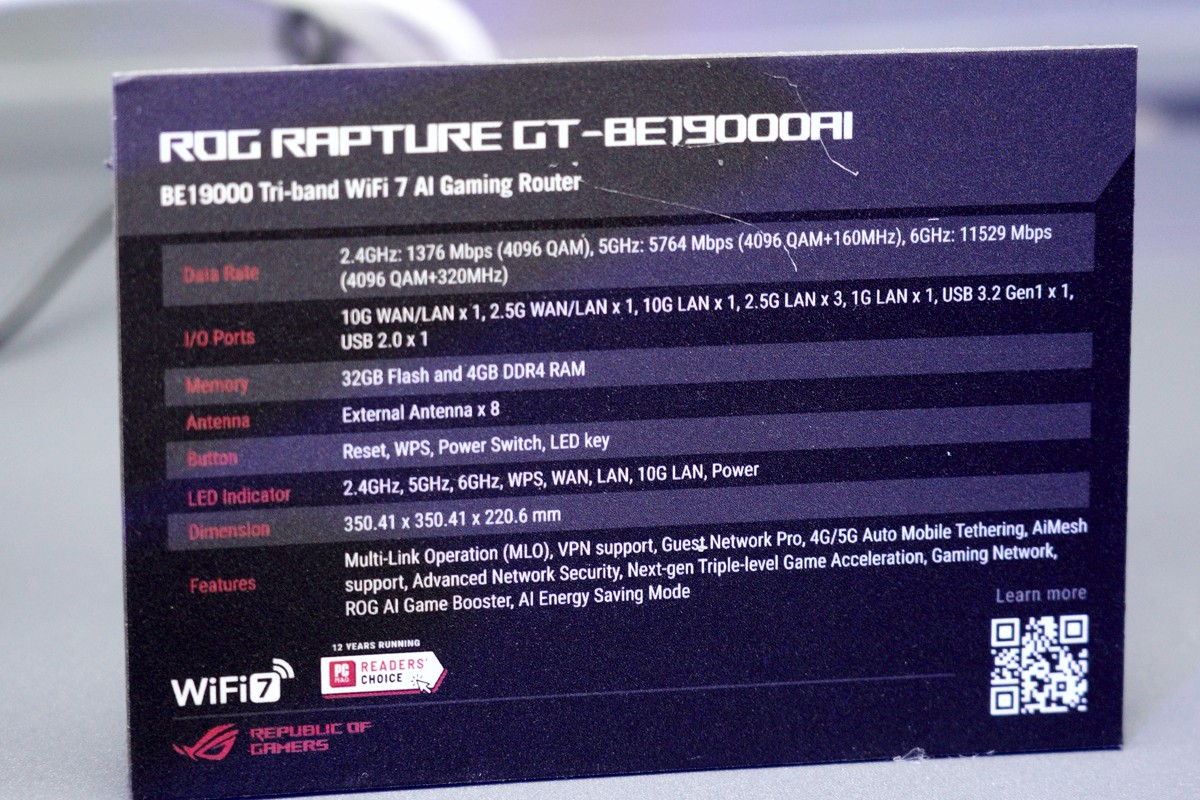 ROG RAPTURE GT-BE19000AI
BE19000 Tri-band WiFi 7 AI Gaming Router
Data Rate
2.4GHz: 1376 Mbps (4096 QAM), 5GHz: 5764 Mbps (4096 QAM+160MHz), 6GHz: 11529 Mbps
(4096 QAM+320MHz)
I/O Ports
10G WAN/LAN x 1, 2.5G WAN/LAN x 1, 10G LAN x 1, 2.5G LAN x 3, 1G LAN x 1, USB 3.2 Gen1 x 1,
USB 2.0 x 1
Memory
32GB Flash and 4GB DDR4 RAM
Antenna
External Antenna x 8
Button
Reset, WPS, Power Switch, LED key
LED Indicator
2.4GHz, 5GHz, 6GHz, WPS, WAN, LAN, 10G LAN, Power
Dimension
350.41 x 350.41 x 220.6 mm
Features
Multi-Link Operation (MLO), VPN support, Guest Network Pro, 4G/5G Auto Mobile Tethering, AiMesh
support, Advanced Network Security, Next-gen Triple-level Game Acceleration, Gaming Network,
ROG AI Game Booster, AI Energy Saving Mode
Learn more
WiFi 7
12 YEARS RUNNING
PC MAG
READERS'
CHOICE
REPUBLIC OF
GAMERS